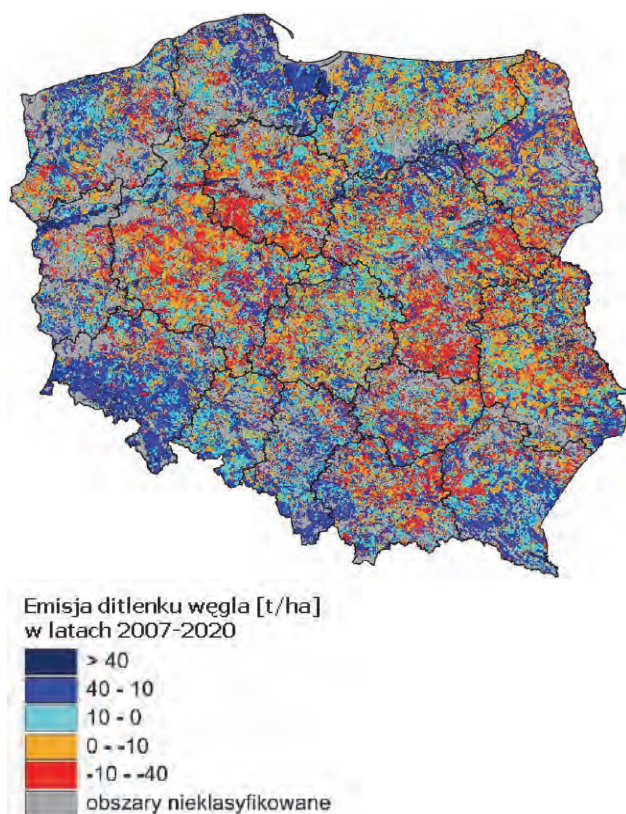 Emisja ditlenku węgla [t/ha]
w latach 2007-2020
> 40
40 - 10
10 - 0
0 - -10
-10 - -40
obszary nieklasyfikowane